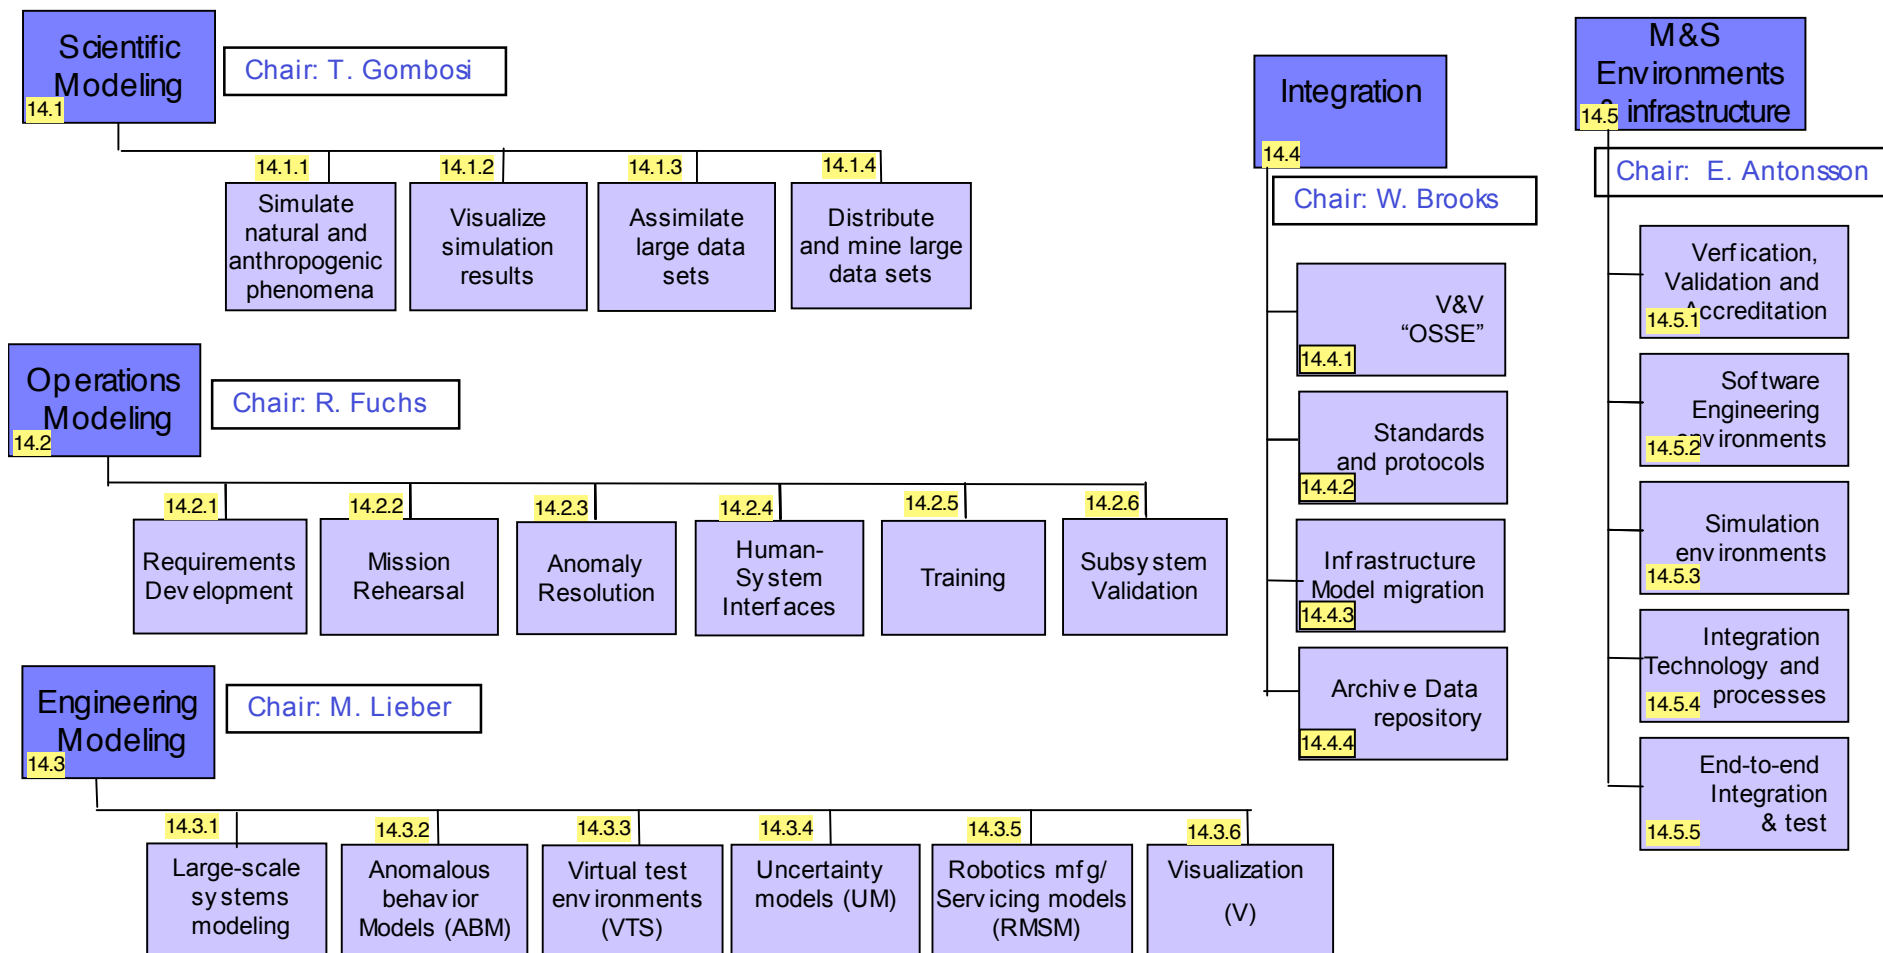 Scientific
Modeling
14.1
Chair: T. Gombosi
14.1.1
Simulate
natural and
anthropogenic
phenomena
14.1.2
Visualize
simulation
results
14.1.3
Assimilate
large data
sets
14.1.4
Distribute
and mine large
data sets
Operations
Modeling
14.2
Chair: R. Fuchs
14.2.1
Requirements
Development
14.2.2
Mission
Rehearsal
14.2.3
Anomaly
Resolution
14.2.4
Human-
System
Interfaces
14.2.5
Training
14.2.6
Subsystem
Validation
Engineering
Modeling
14.3
Chair: M. Lieber
14.3.1
Large-scale
systems
modeling
14.3.2
Anomalous
behavior
Models (ABM)
14.3.3
Virtual test
environments
(VTS)
14.3.4
Uncertainty
models (UM)
14.3.5
Robotics mfg/
Servicing models
(RMSM)
14.3.6
Visualization
(V)
Integration
14.4
Chair: W. Brooks
V&V
“OSSE”
14.4.1
Standards
and protocols
14.4.2
Infrastructure
Model migration
14.4.3
Archive Data
repository
14.4.4
M&S
Environments
& infrastructure
14.5
Chair: E. Antonsson
Verfication,
Validation and
Accreditation
14.5.1
Software
Engineering
environments
14.5.2
Simulation
environments
14.5.3
Integration
Technology and
processes
14.5.4
End-to-end
Integration
& test
14.5.5